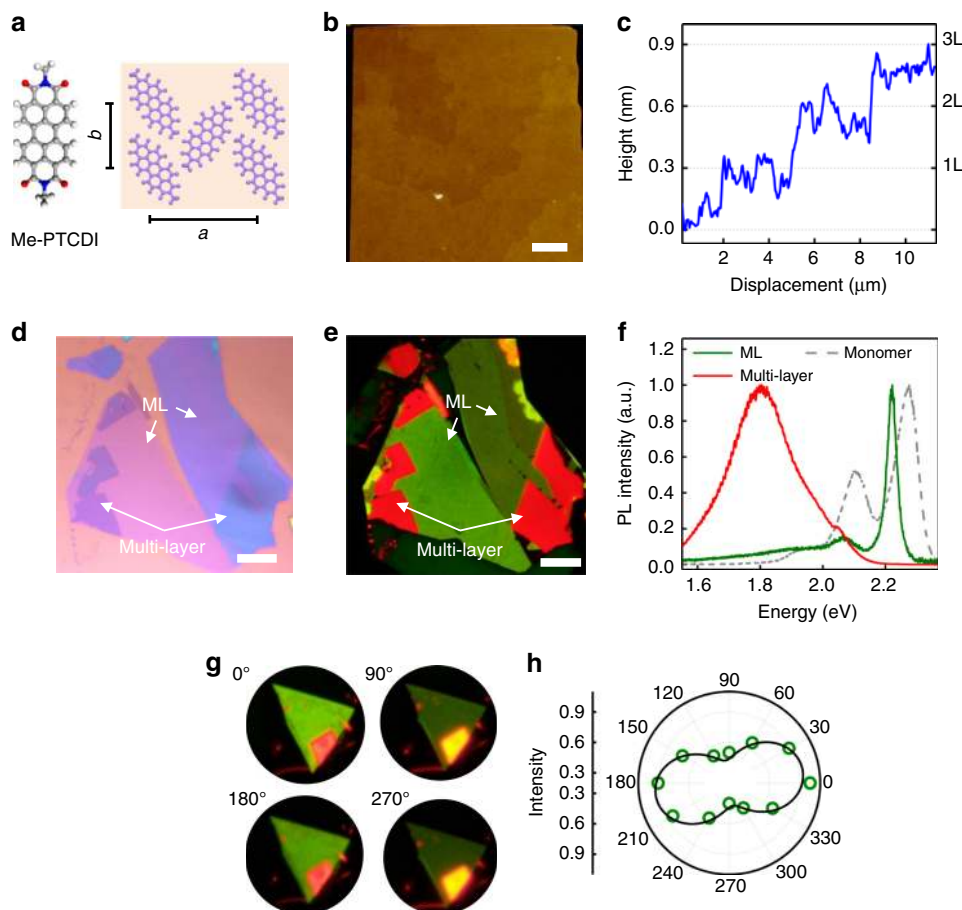 a
b
a
Me-PTCDI
b
c
Height (nm)
0.9
0.6
0.3
0.0
3L
2L
1L
2 4 6 8 10
Displacement (μm)
d
ML
Multi-layer
e
ML
Multi-layer
f
PL intensity (a.u.)
1.2
1.0
0.8
0.6
0.4
0.2
0.0
ML Monomer
Multi-layer
1.6 1.8 2.0 2.2
Energy (eV)
g
0° 90°
180° 270°
h
Intensity
0.9
0.6
0.3
0.3
0.6
0.9
90
120 60
150 30
180 0
210 330
240 300
270